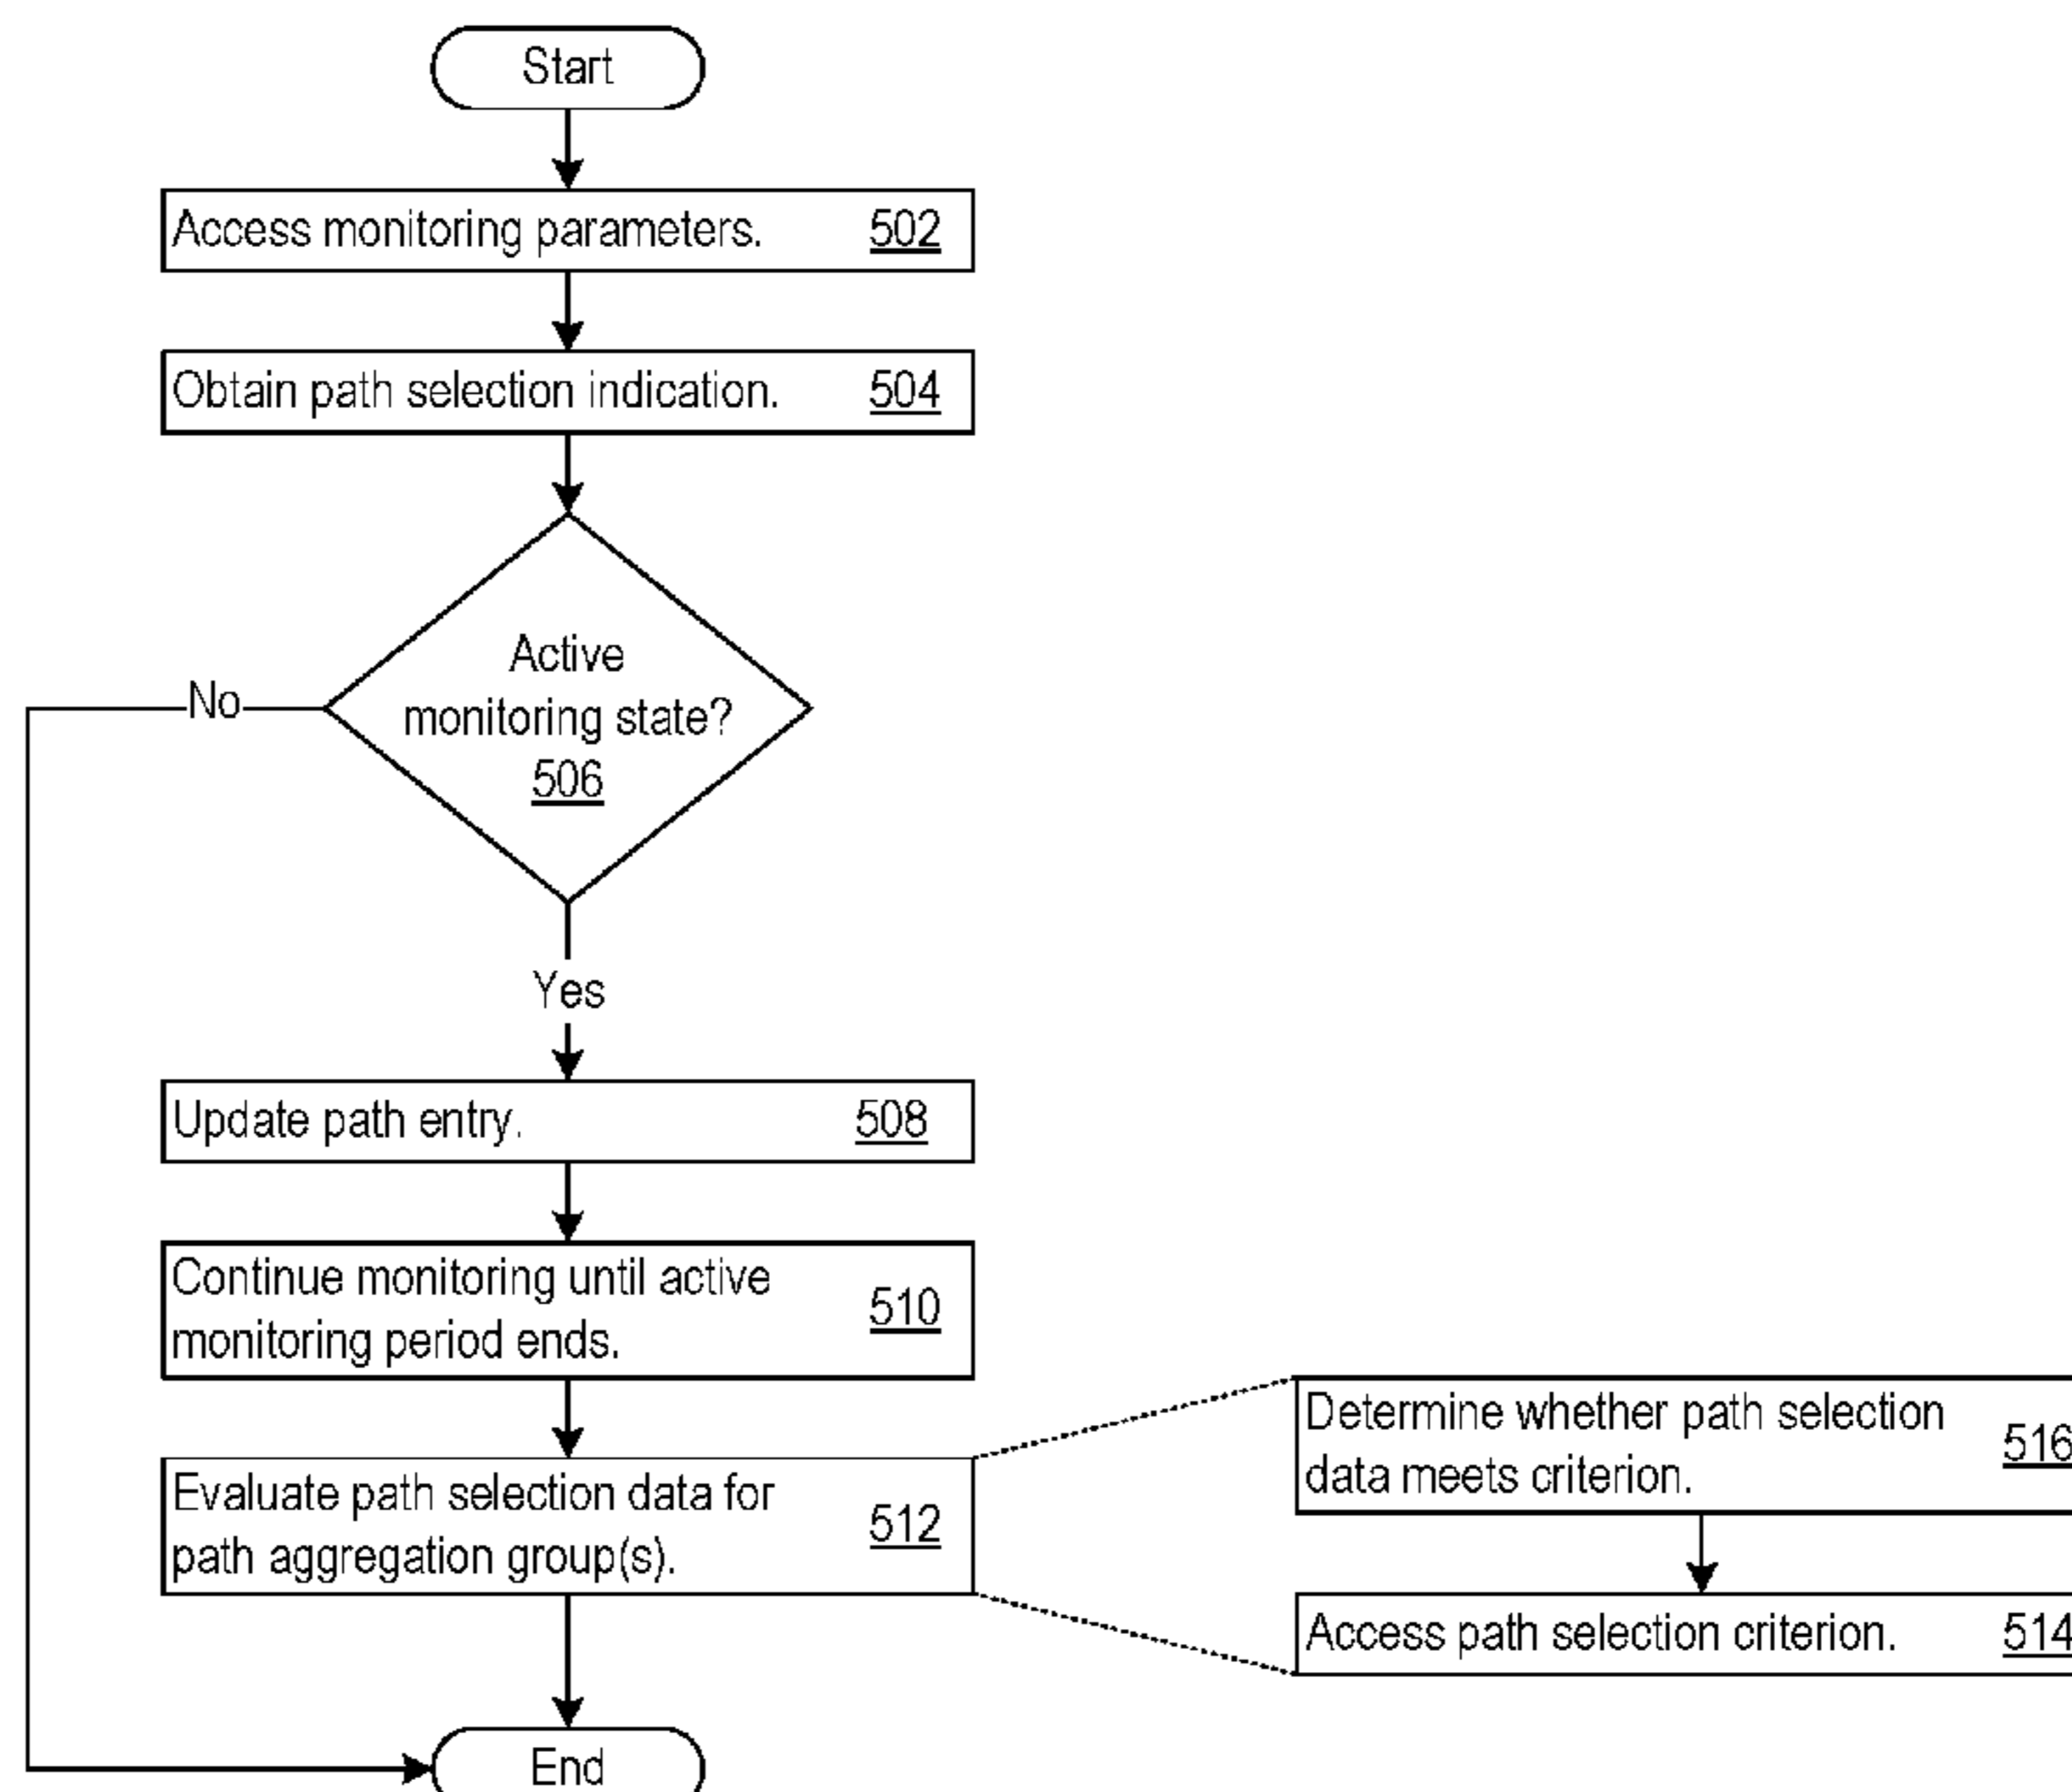 Start
Access monitoring parameters. 502
Obtain path selection indication. 504
Active
monitoring state?
506
No
Yes
Update path entry. 508
Continue monitoring until active
monitoring period ends.
510
Evaluate path selection data for
path aggregation group(s).
512
Determine whether path selection
data meets criterion.
516
Access path selection criterion. 514
End